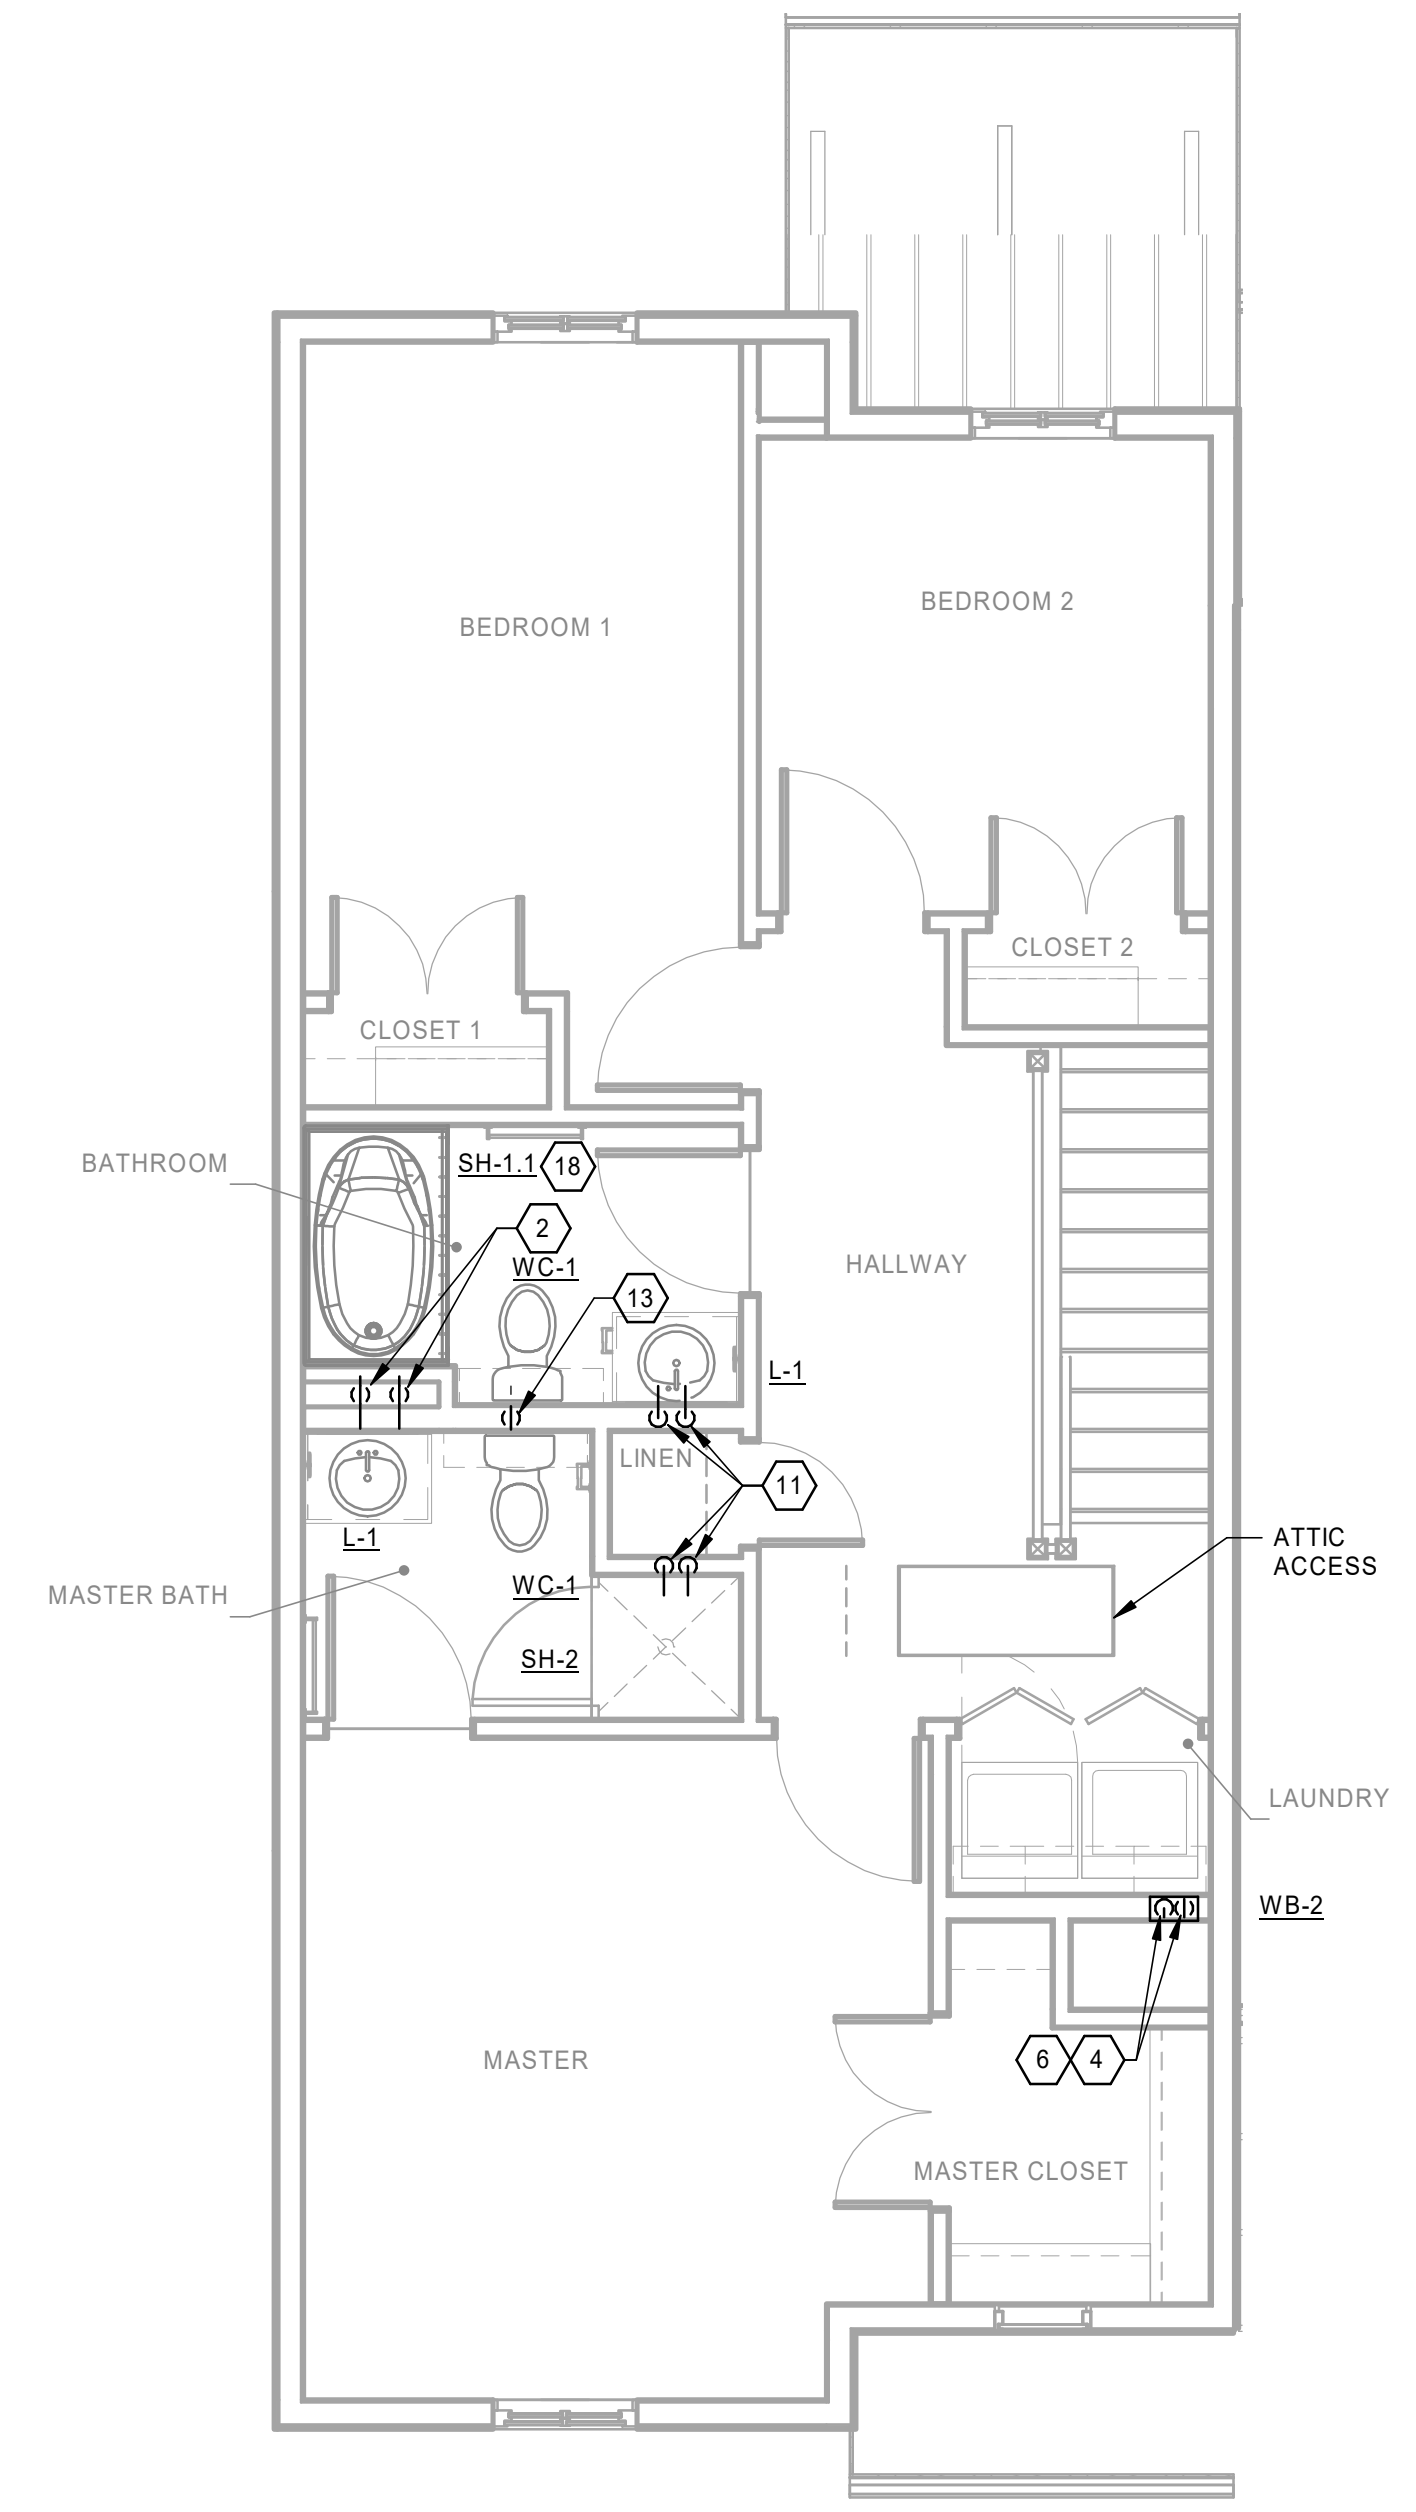 BEDROOM 2
BEDROOM 1
CLOSET 2
CLOSET 1
BATHROOM
SH-1.1
18
2
WC-1
HALLWAY
13
L-1
LINEN
11
L-1
ATTIC
ACCESS
WC-1
MASTER BATH
SH-2
LAUNDRY
WB-2
MASTER
6
4
MASTER CLOSET